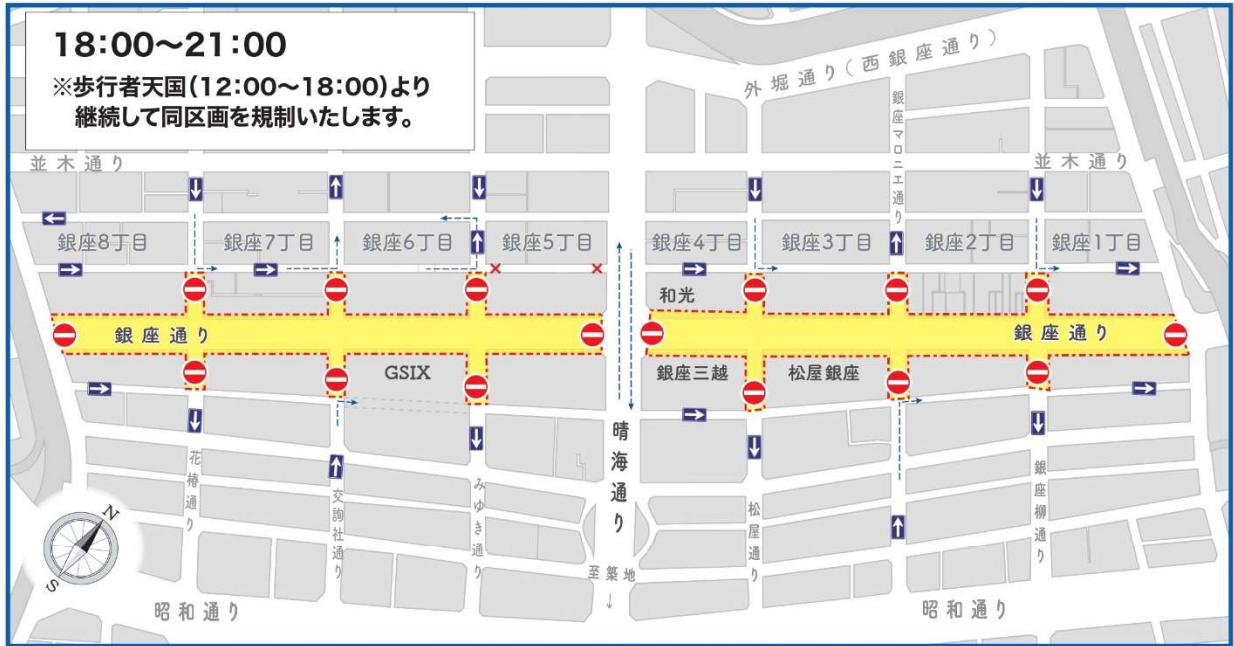 18:00～21:00
※歩行者天国(12:00～18:00)より
継続して同区画を規制いたします。
外堀通り(西銀座通り)
並木通り
銀座マロニエ通り
並木通り
銀座8丁目
銀座7丁目
銀座6丁目
銀座5丁目
銀座4丁目
銀座3丁目
銀座2丁目
銀座1丁目
和光
銀座通り
銀座通り
GSIX
銀座三越
松屋銀座
晴海通り
花椿通り
交詢社通り
みゆき通り
松屋通り
銀座柳通り
至築地
↓
N
S
昭和通り
昭和通り